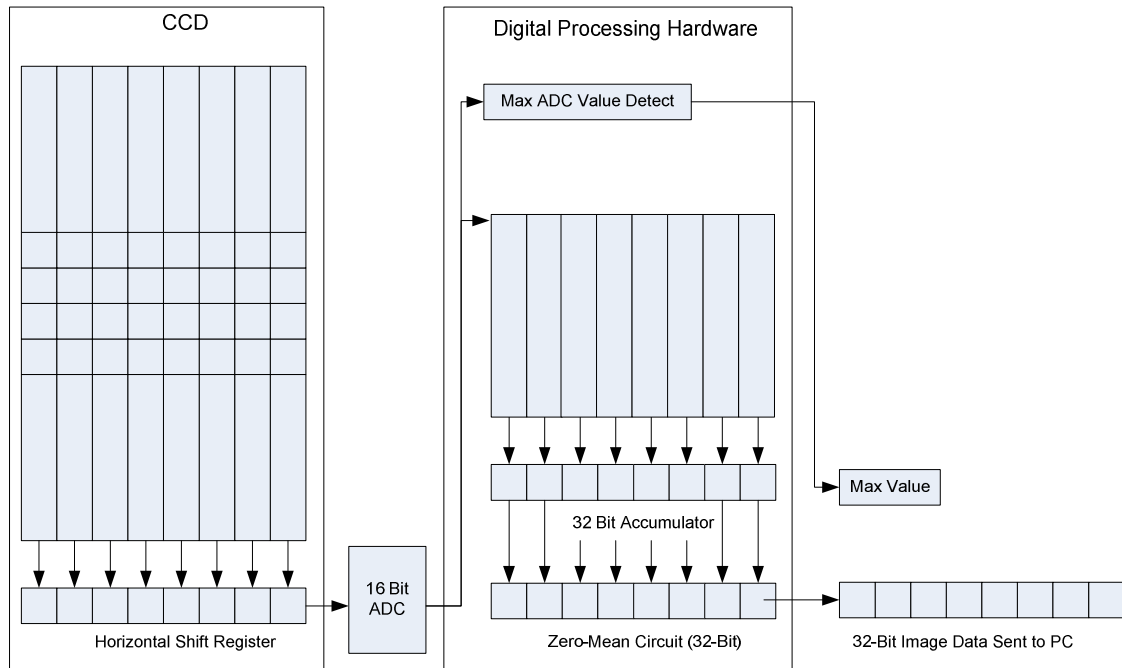 CCD
Digital Processing Hardware
Max ADC Value Detect
Max Value
32 Bit Accumulator
16 Bit
ADC
Horizontal Shift Register
Zero-Mean Circuit (32-Bit)
32-Bit Image Data Sent to PC